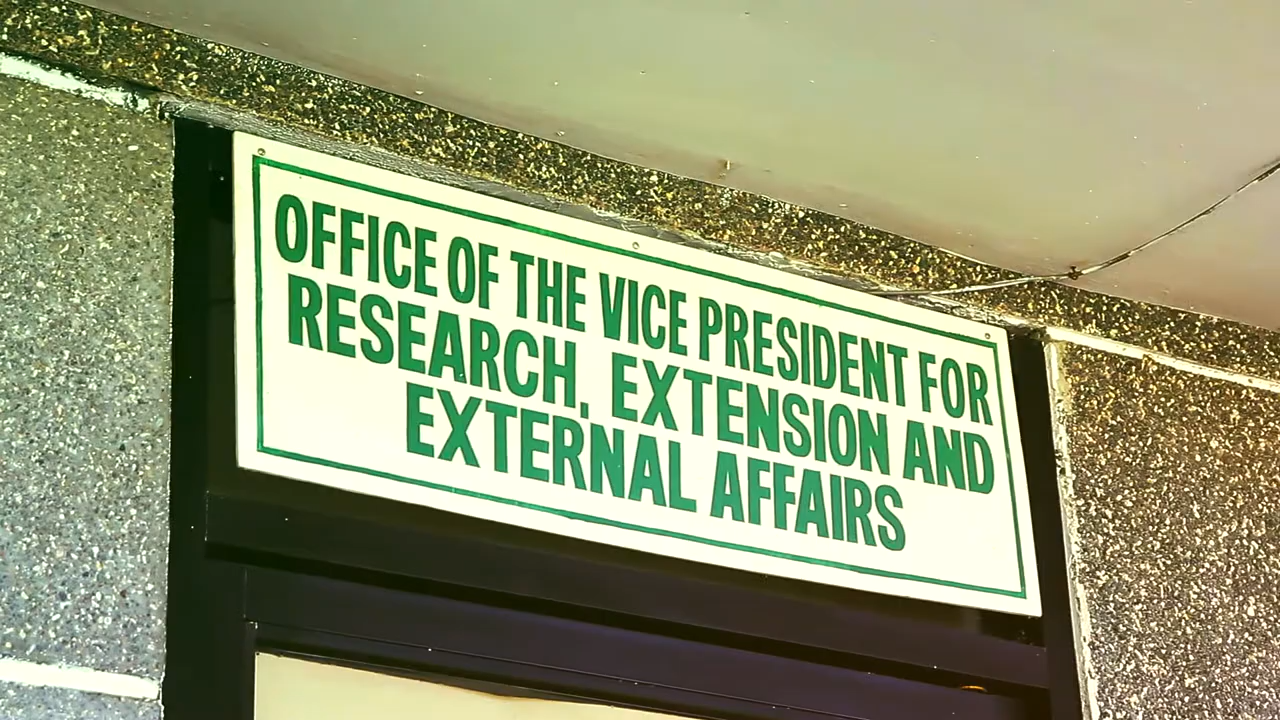 OFFICE OF THE VICE PRESIDENT FOR
RESEARCH, EXTENSION AND
EXTERNAL AFFAIRS